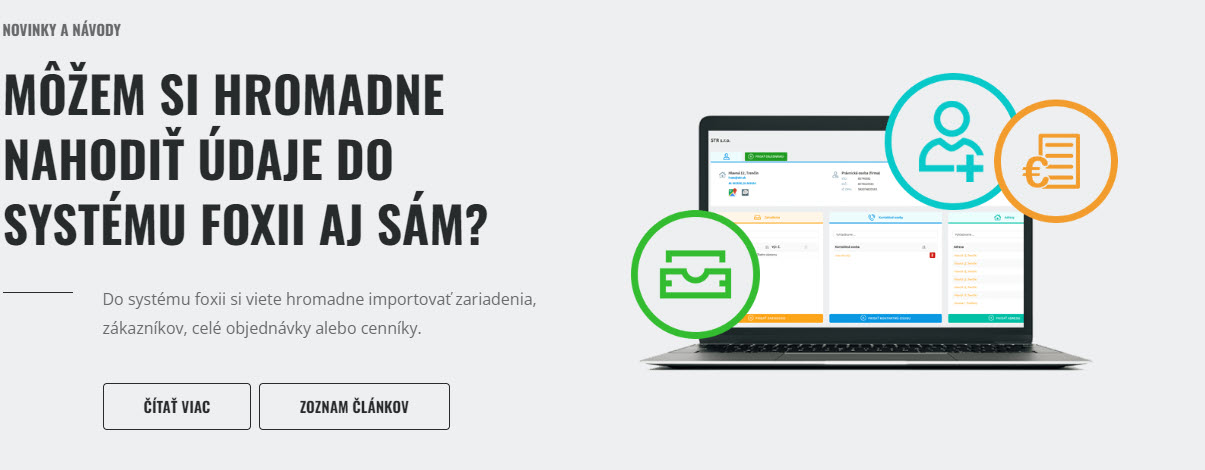 NOVINKY A NÁVODY
MÔŽEM SI HROMADNE
NAHODIŤ ÚDAJE DO
SYSTÉMU FOXII AJ SÁM?
Do systému foxii si viete hromadne importovať zariadenia,
zákazníkov, celé objednávky alebo cenníky.
ČÍTAŤ VIAC
ZOZNAM ČLÁNKOV